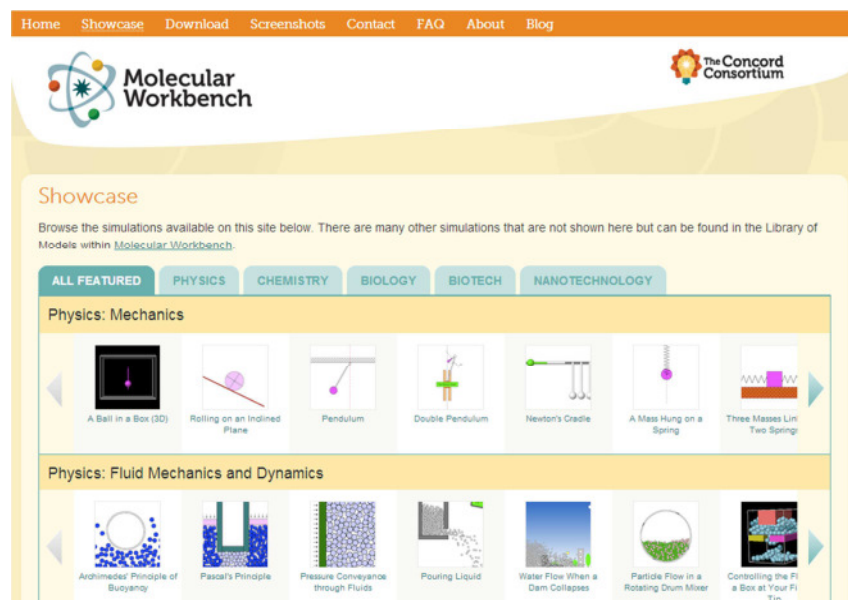 Home Showcase Download Screenshots Contact FAQ About Blog
Molecular
Workbench
The Concord
Consortium
Showcase
Browse the simulations available on this site below. There are many other simulations that are not shown here but can be found in the Library of
Models within Molecular Workbench.
ALL FEATURED PHYSICS CHEMISTRY BIOLOGY BIOTECH NANOTECHNOLOGY
Physics: Mechanics
A Ball in a Box (3D)
Rolling on an Inclined
Plane
Pendulum
Double Pendulum
Newton's Cradle
A Mass Hung on a
Spring
Three Masses Lin
Two Springs
Physics: Fluid Mechanics and Dynamics
Archimedes' Principle of
Buoyancy
Pascal's Principle
Pressure Conveyance
through Fluids
Pouring Liquid
Water Flow When a
Dam Collapses
Particle Flow in a
Rotating Drum Mixer
Controlling the Fl
a Box at Your Fi
Tip